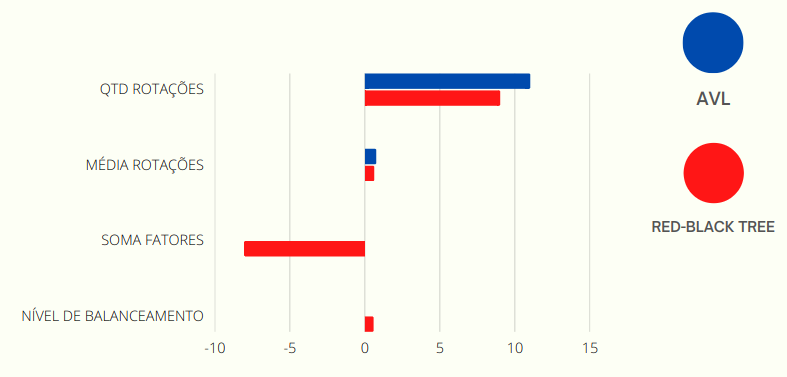 QTD ROTAÇÕES
MÉDIA ROTAÇÕES
SOMA FATORES
NÍVEL DE BALANCEAMENTO
-10 -5 0 5 10 15
AVL
RED-BLACK TREE